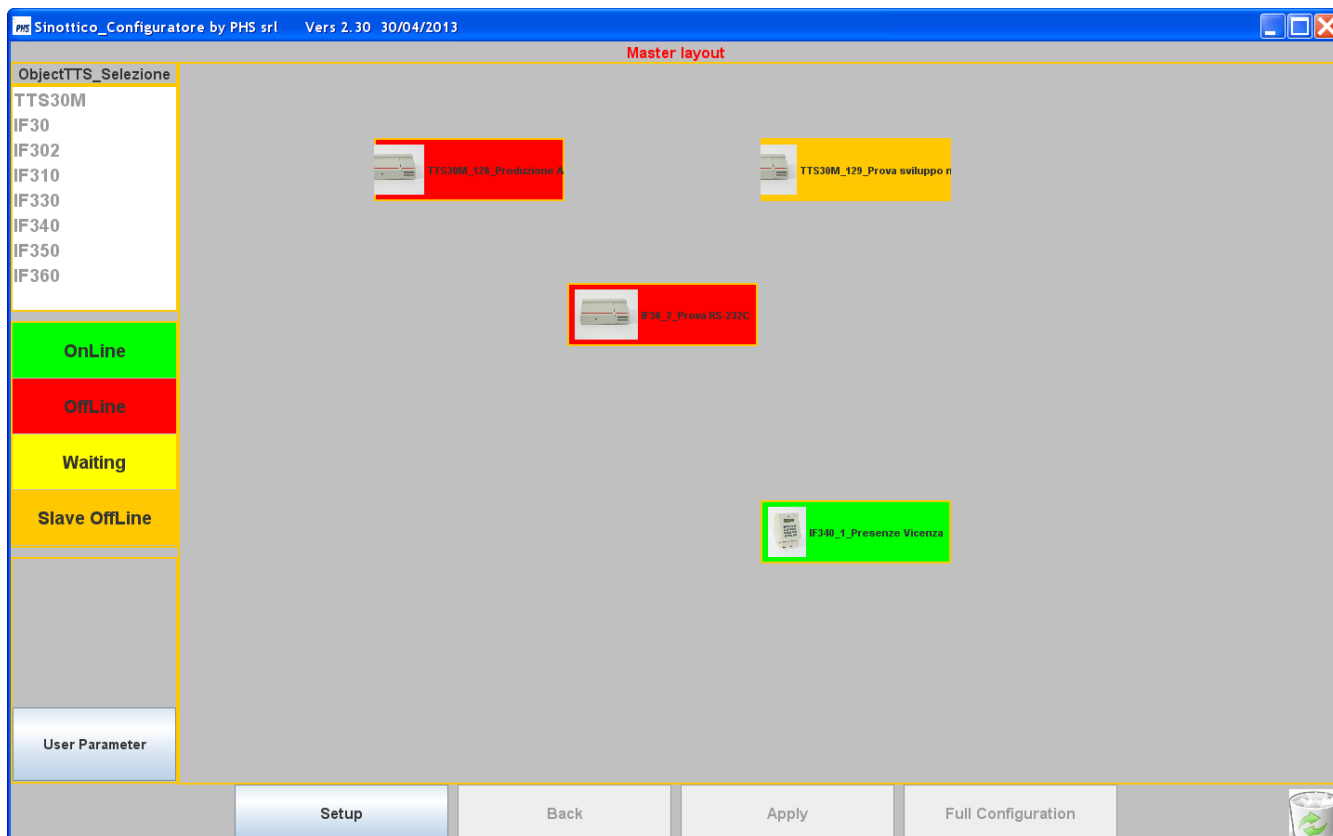 PHS Sinottico_Configuratore by PHS srl Vers 2.30 30/04/2013
Master layout
ObjectTTS_Selezione
TTS30M
IF30
IF302
IF310
IF330
IF340
IF350
IF360
TTS30M_128_Produzione A
TTS30M_129_Prova sviluppo n
IF30_2_Prova RS-232C
IF340_1_Presenze Vicenza
OnLine
OffLine
Waiting
Slave OffLine
User Parameter
Setup
Back
Apply
Full Configuration